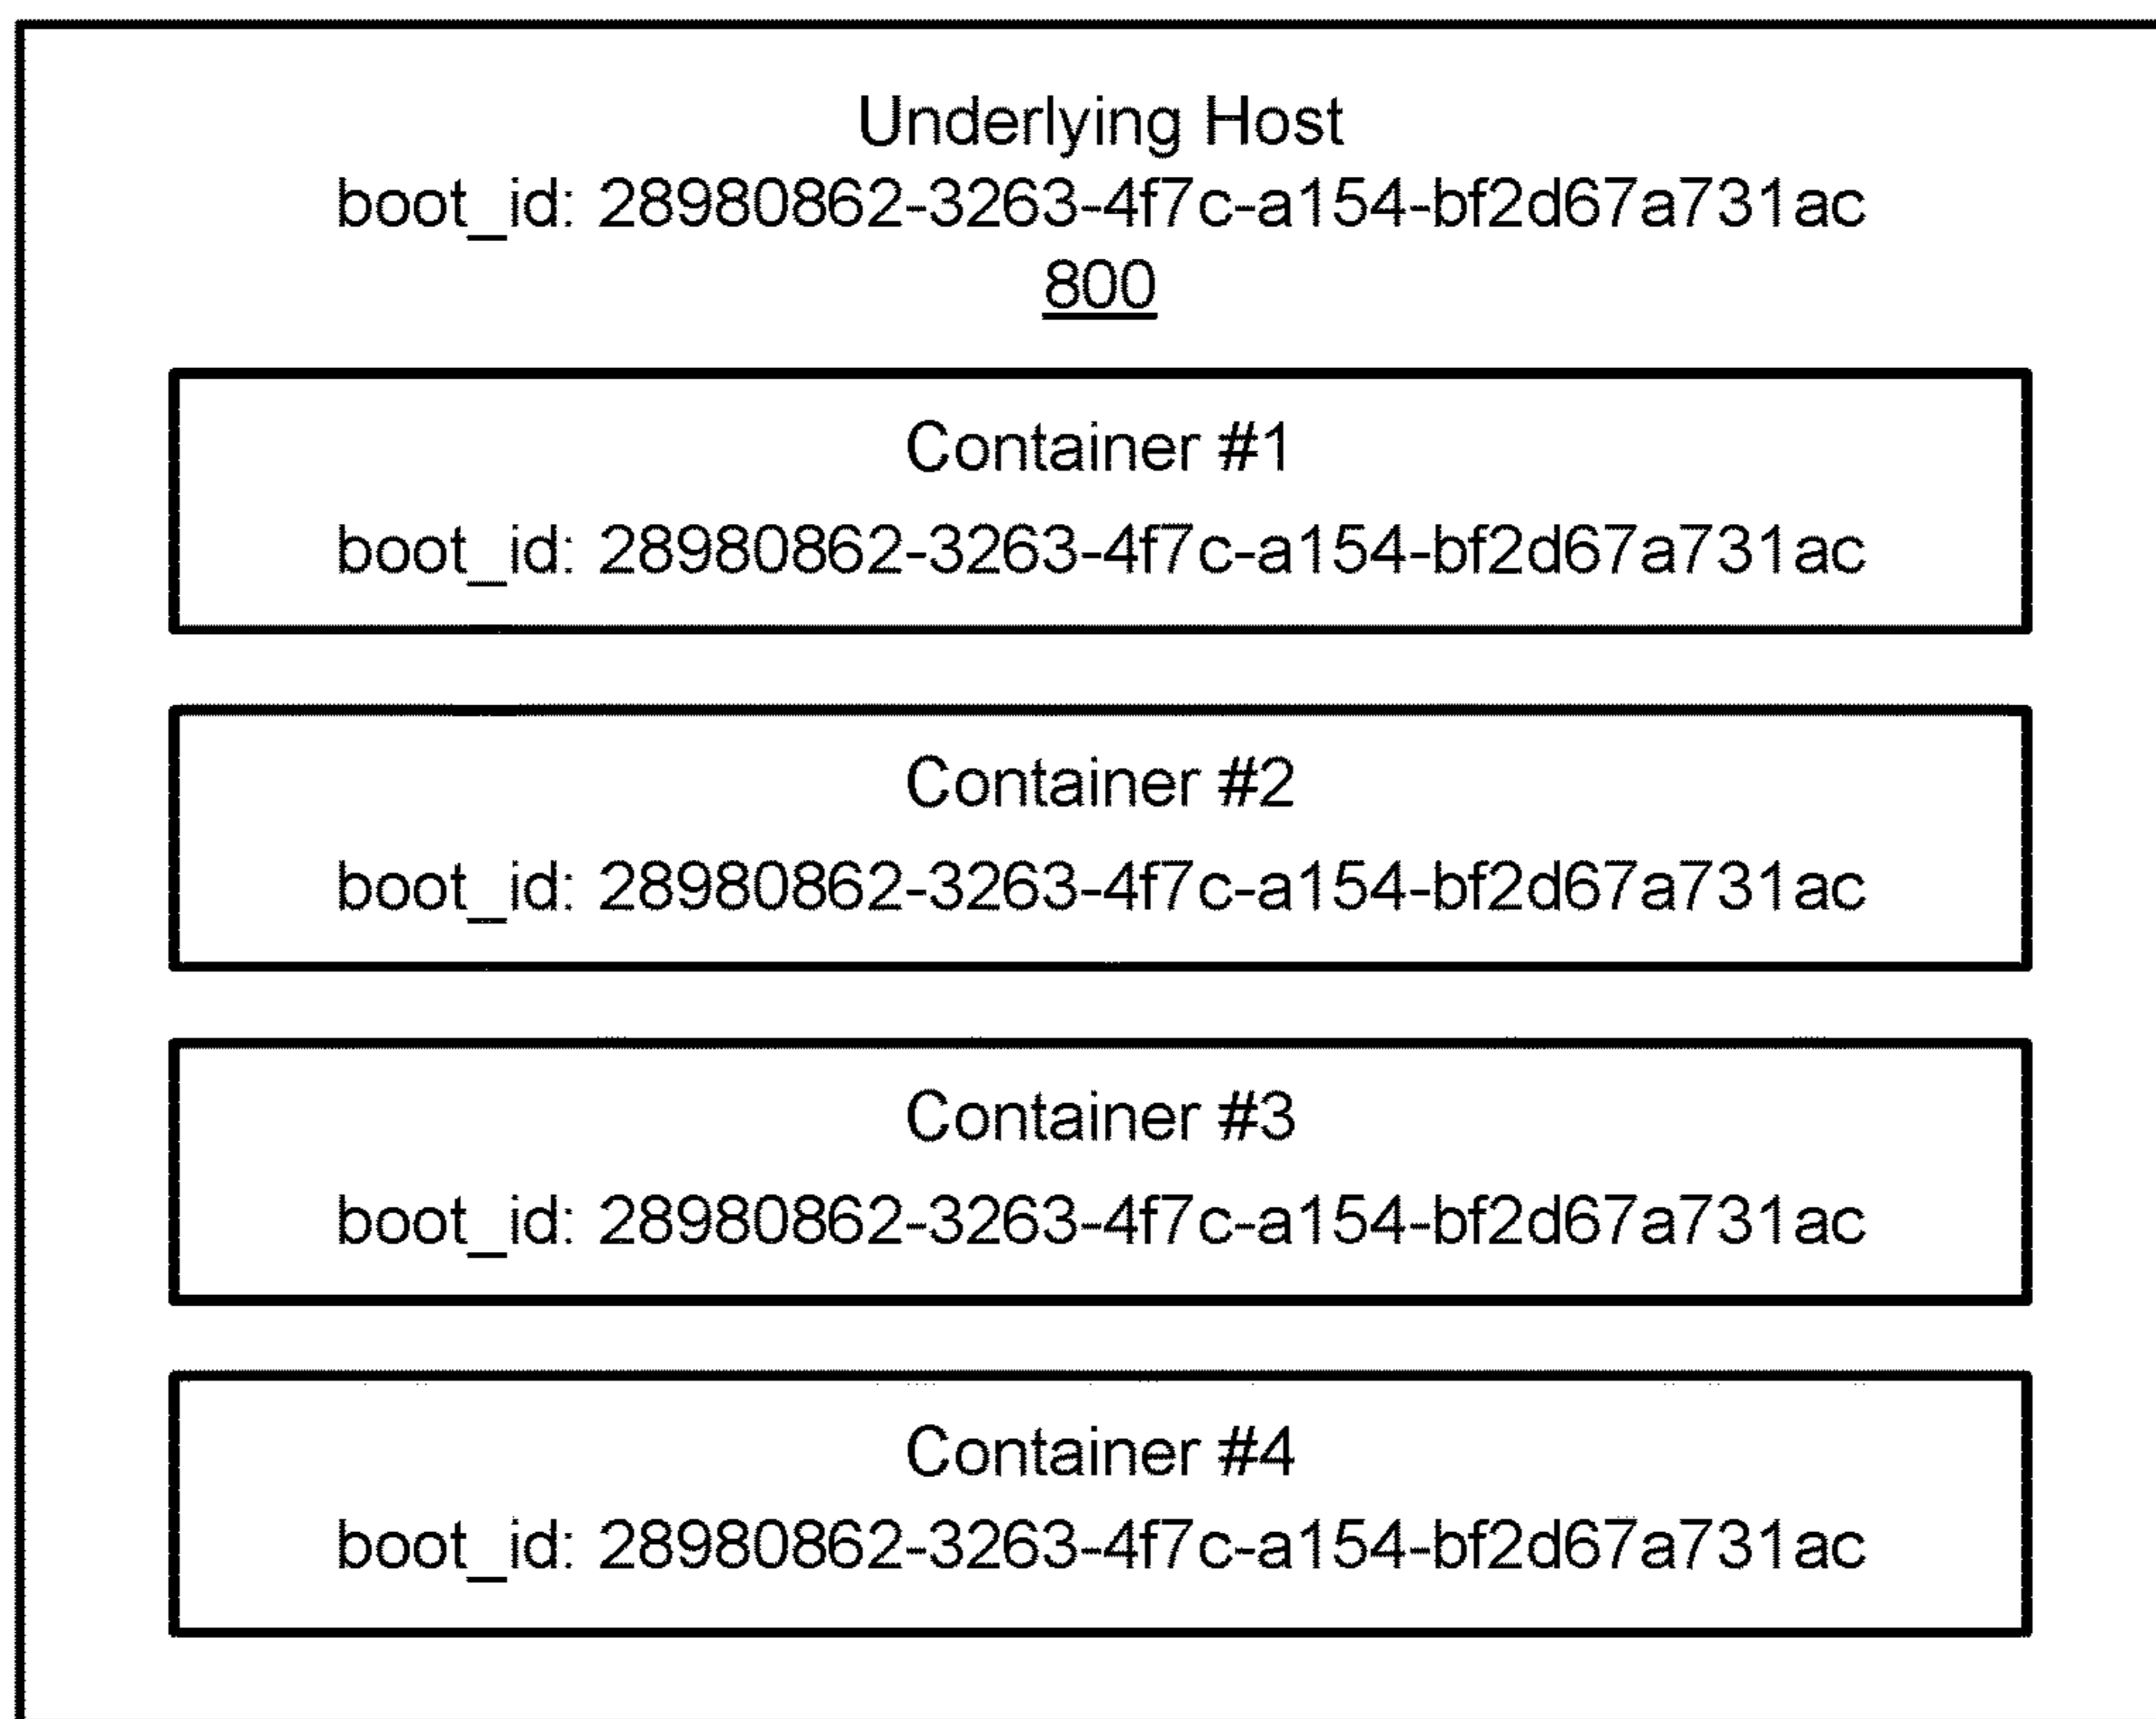 Underlying Host
boot_id: 28980862-3263-4f7c-a154-bf2d67a731ac
800
Container #1
boot_id: 28980862-3263-4f7c-a154-bf2d67a731ac
Container #2
boot_id: 28980862-3263-4f7c-a154-bf2d67a731ac
Container #3
boot_id: 28980862-3263-4f7c-a154-bf2d67a731ac
Container #4
boot_id: 28980862-3263-4f7c-a154-bf2d67a731ac